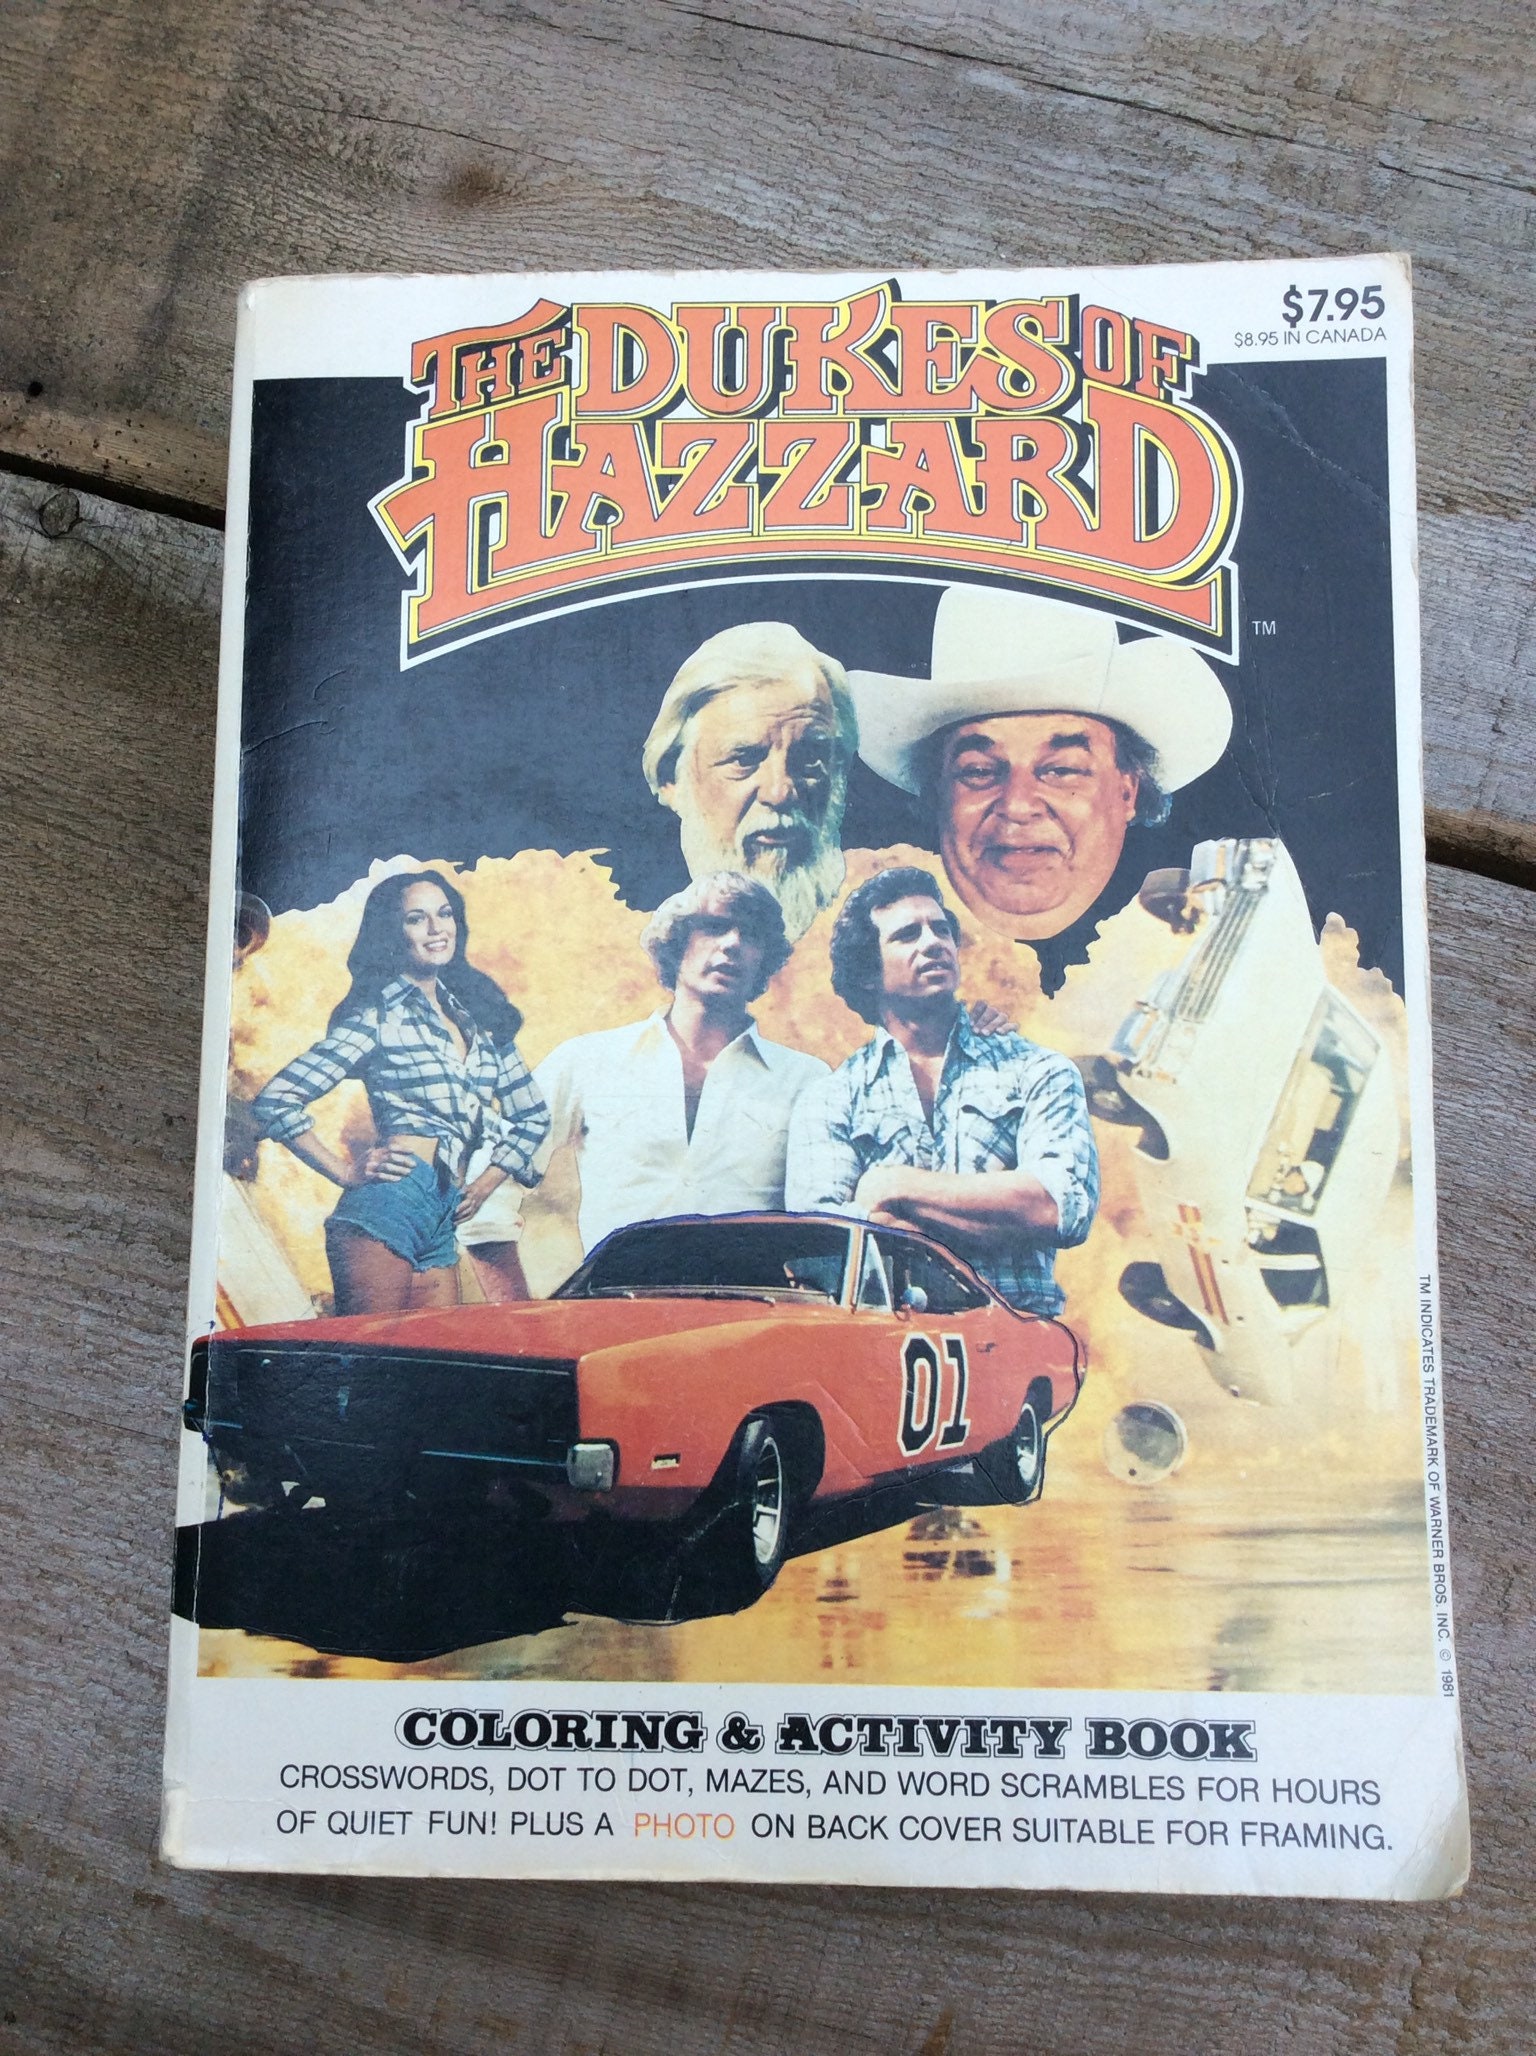 $7.95
$8.95 IN CANADA
THE DUKES OF
HAZZARD
TM
01
TM INDICATES TRADEMARK OF WARNER BROS. INC. © 1981
COLORING & ACTIVITY BOOK
CROSSWORDS, DOT TO DOT, MAZES, AND WORD SCRAMBLES FOR HOURS
OF QUIET FUN! PLUS A PHOTO ON BACK COVER SUITABLE FOR FRAMING.